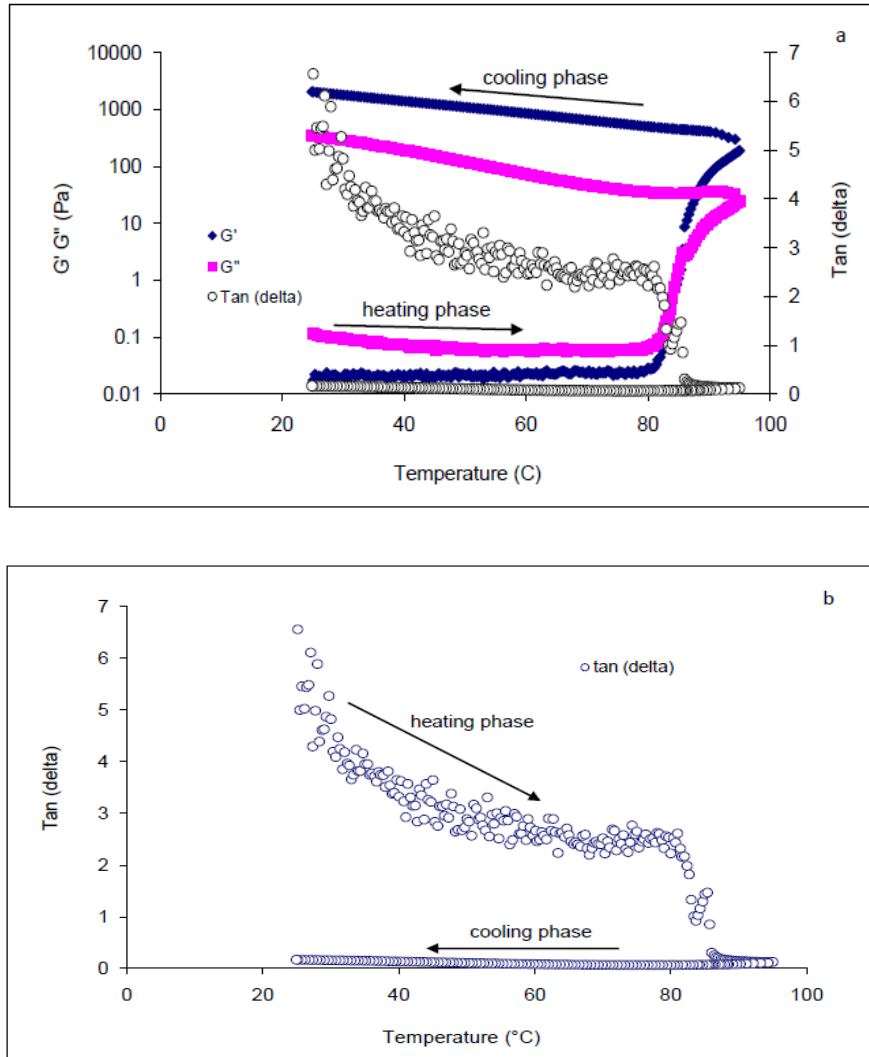 a
10000
1000
100
10
1
0.1
0.01
G' G" (Pa)
7
6
5
4
3
2
1
0
Tan (delta)
cooling phase
G'
G"
Tan (delta)
heating phase
0 20 40 60 80 100
Temperature (C)
b
7
6
5
4
3
2
1
0
Tan (delta)
tan (delta)
heating phase
cooling phase
0 20 40 60 80 100
Temperature (°C)